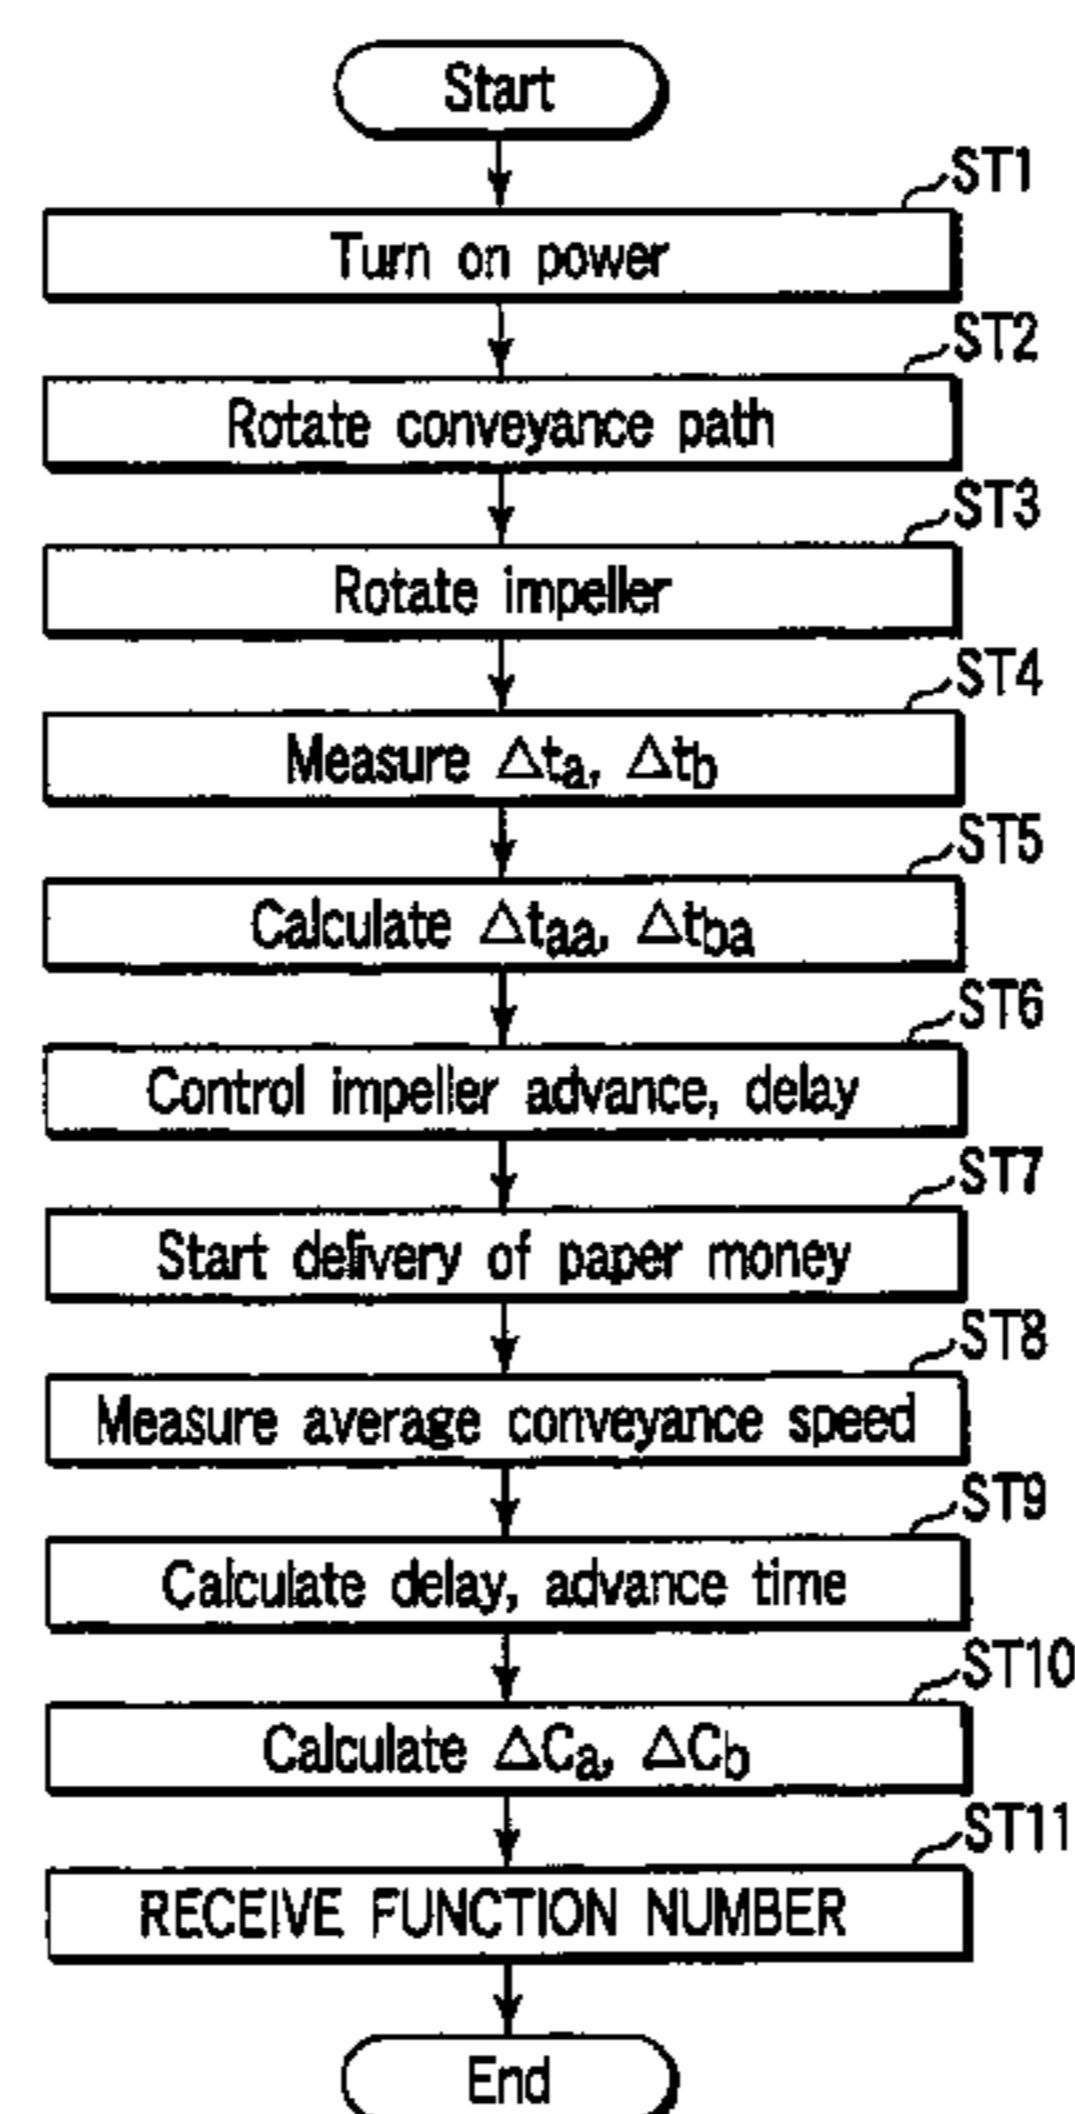 Start
ST1
Turn on power
ST2
Rotate conveyance path
ST3
Rotate impeller
ST4
Measure Δta, Δtb
ST5
Calculate Δtaa, Δtba
ST6
Control impeller advance, delay
ST7
Start delivery of paper money
ST8
Measure average conveyance speed
ST9
Calculate delay, advance time
ST10
Calculate ΔCa, ΔCb
ST11
RECEIVE FUNCTION NUMBER
End